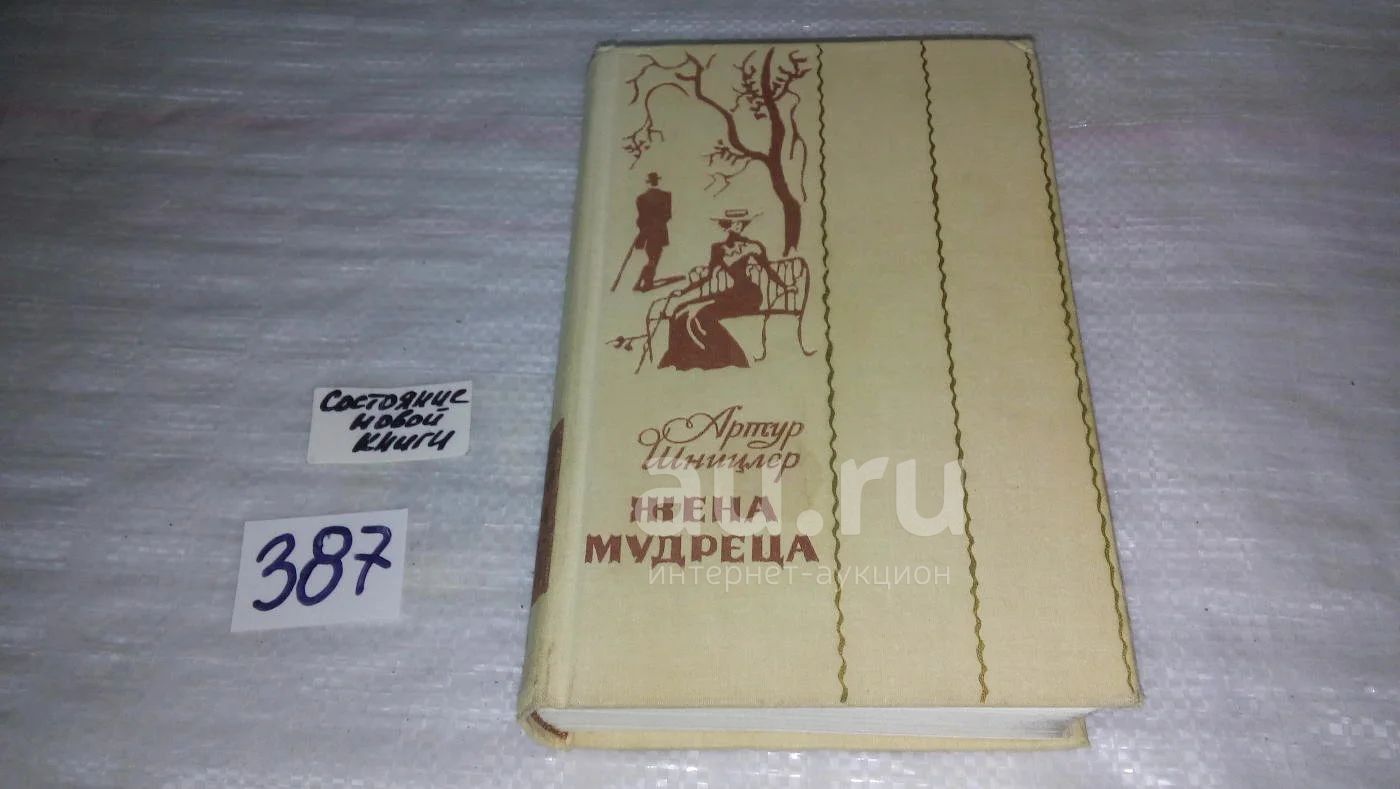 Артур
Шницлер
ЖЕНА
МУДРЕЦА
au.ru
интернет-аукцион
Состояние
новой
книги
387